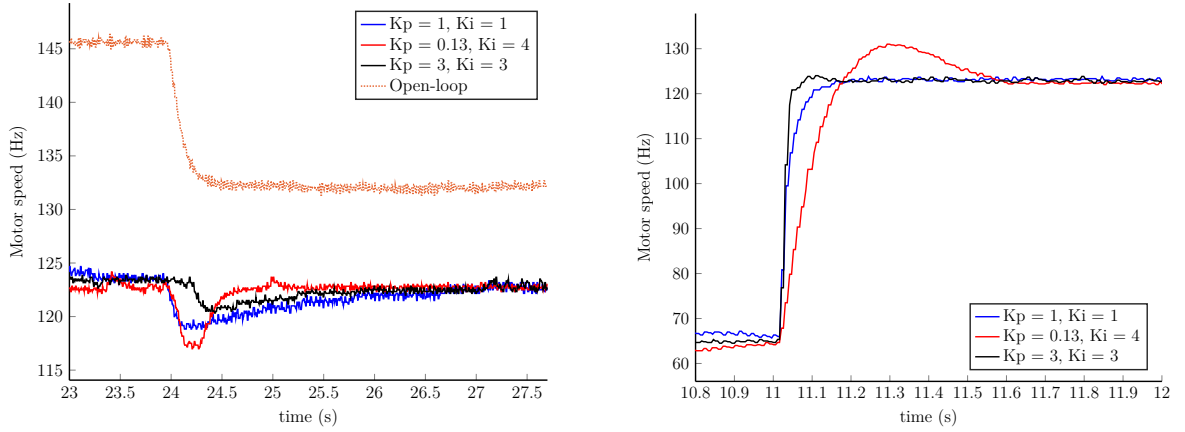 Kp = 1, Ki = 1
Kp = 0.13, Ki = 4
Kp = 3, Ki = 3
Open-loop
145
140
135
130
125
120
115
Motor speed (Hz)
23 23.5 24 24.5 25 25.5 26 26.5 27 27.5
time (s)
130
120
110
100
90
80
70
60
Motor speed (Hz)
Kp = 1, Ki = 1
Kp = 0.13, Ki = 4
Kp = 3, Ki = 3
10.8 10.9 11 11.1 11.2 11.3 11.4 11.5 11.6 11.7 11.8 11.9 12
time (s)